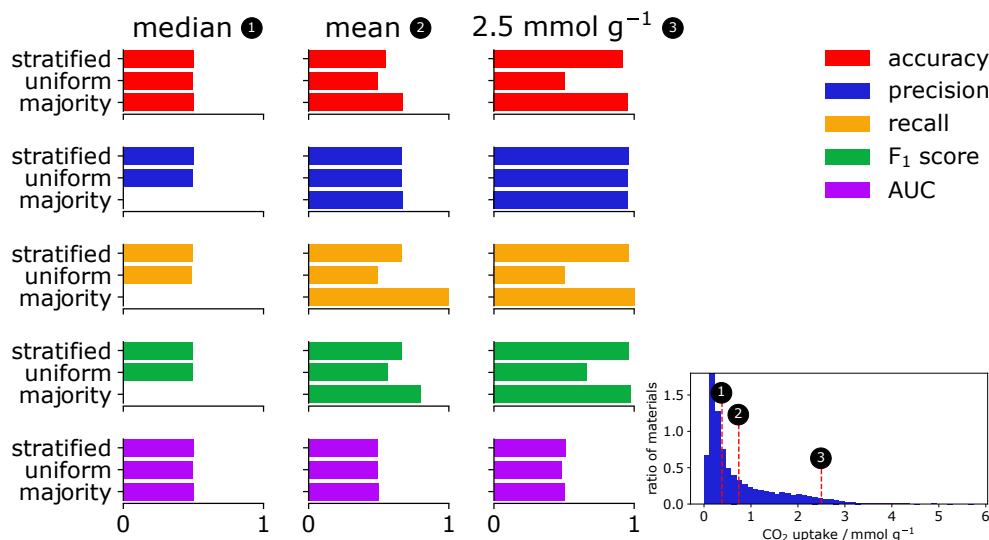 median 1
mean 2
2.5 mmol g⁻¹ 3
stratified
uniform
majority
stratified
uniform
majority
stratified
uniform
majority
stratified
uniform
majority
stratified
uniform
majority
0 1
0 1
0 1
accuracy
precision
recall
F₁ score
AUC
ratio of materials
1.5
1.0
0.5
0.0
1
2
3
0 1 2 3 4 5 6
CO₂ uptake / mmol g⁻¹